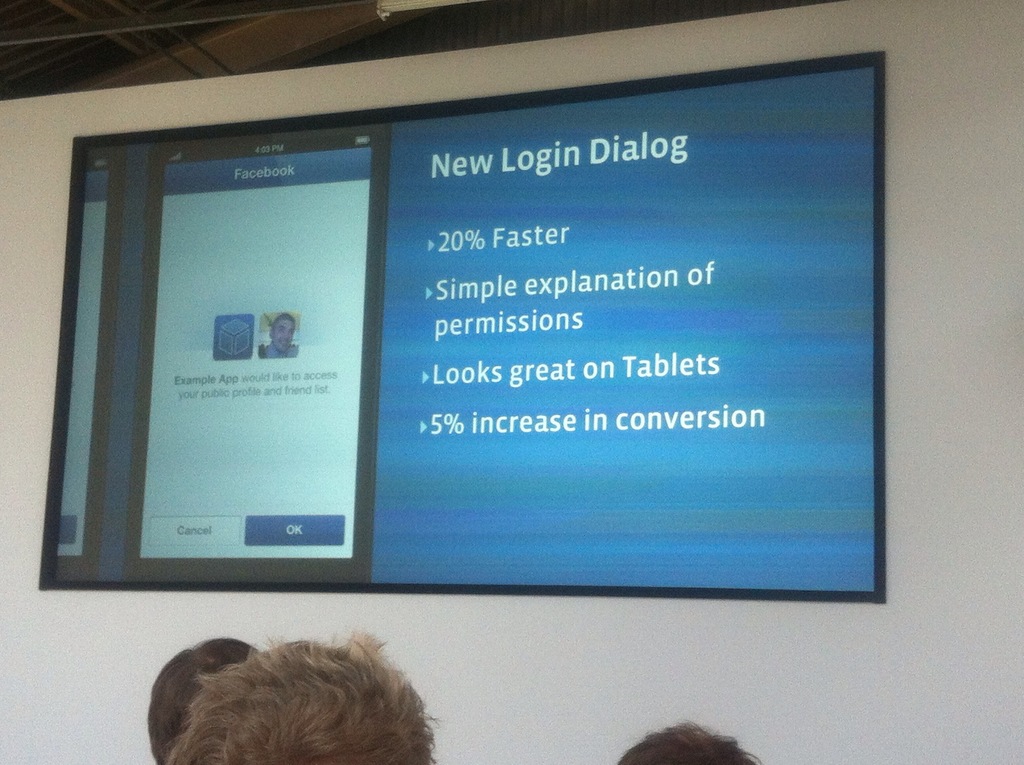 4:03 PM
Facebook
Example App would like to access
your public profile and friend list.
Cancel
OK
New Login Dialog
20% Faster
Simple explanation of
permissions
Looks great on Tablets
5% increase in conversion